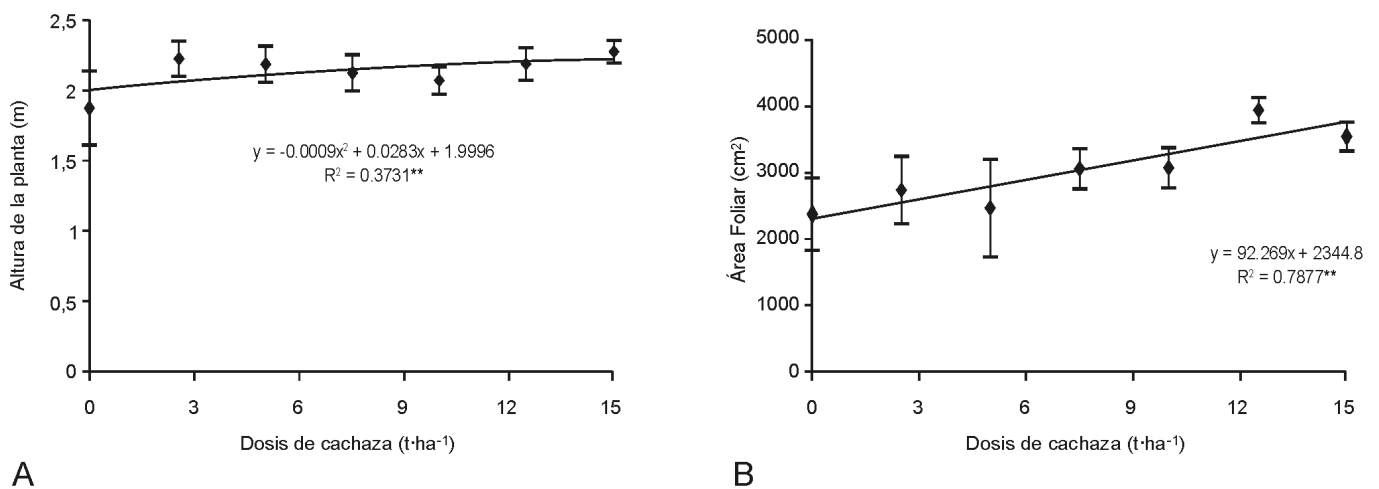 2,5
2
1,5
1
0,5
0
Altura de la planta (m)
y = -0.0009x² + 0.0283x + 1.9996
R² = 0.3731**
0 3 6 9 12 15
Dosis de cachaza (t·ha⁻¹)
A
5000
4000
3000
2000
1000
0
Área Foliar (cm²)
y = 92.269x + 2344.8
R² = 0.7877**
0 3 6 9 12 15
Dosis de cachaza (t·ha⁻¹)
B